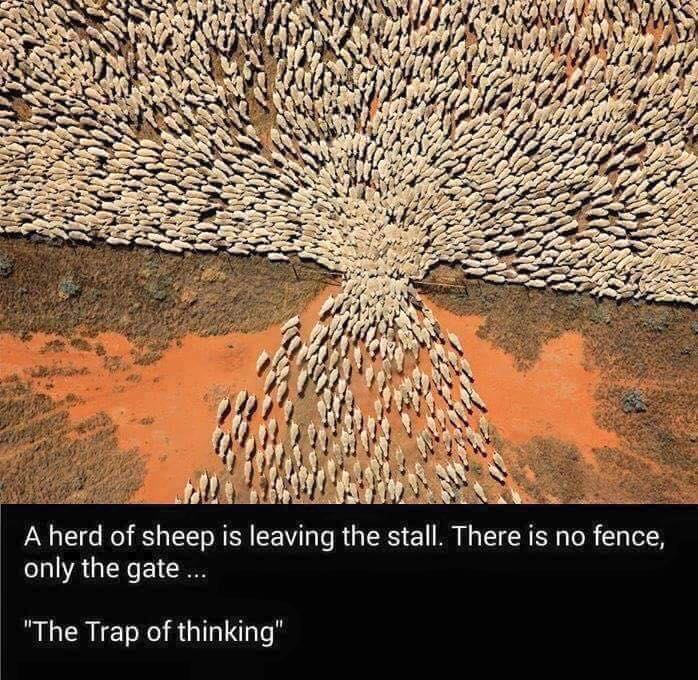 A herd of sheep is leaving the stall. There is no fence,
only the gate ...
"The Trap of thinking"